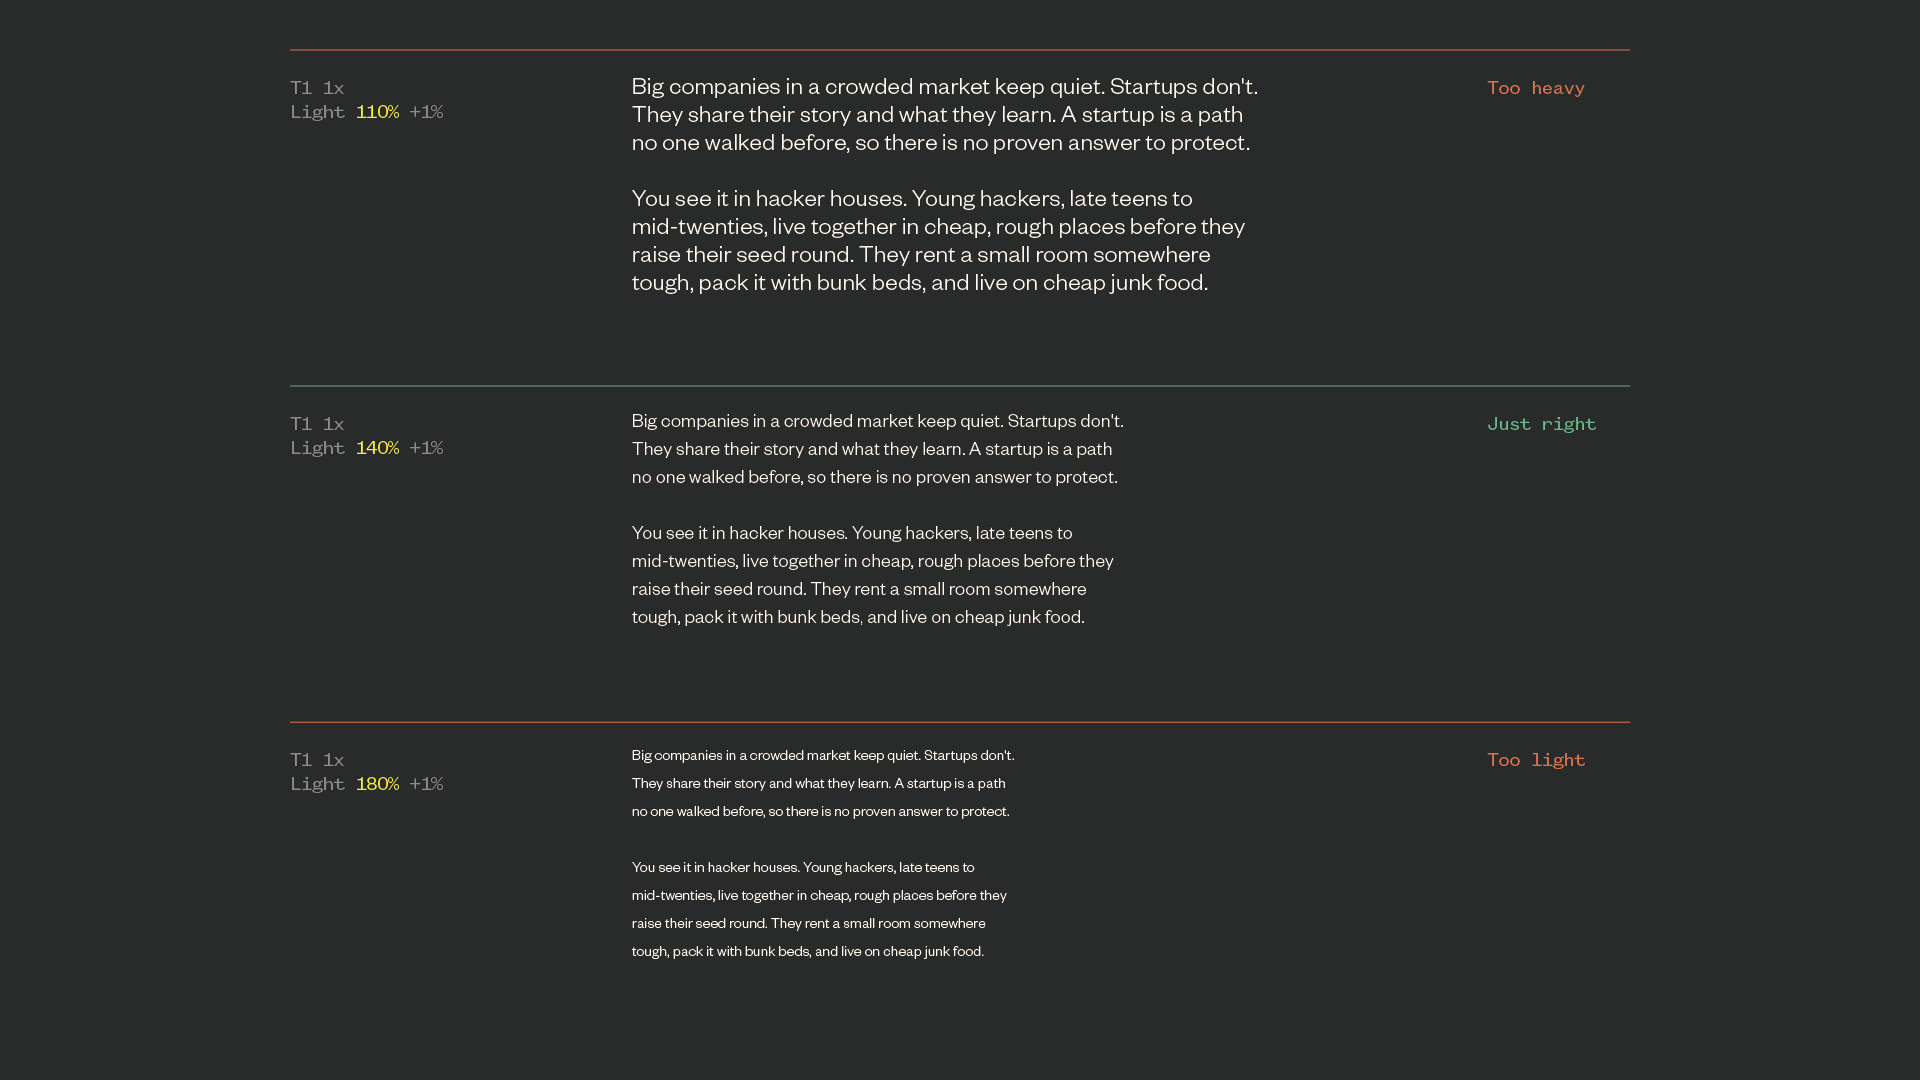 T1 1x
Light 110% +1%
Big companies in a crowded market keep quiet. Startups don't.
They share their story and what they learn. A startup is a path
no one walked before, so there is no proven answer to protect.
You see it in hacker houses. Young hackers, late teens to
mid-twenties, live together in cheap, rough places before they
raise their seed round. They rent a small room somewhere
tough, pack it with bunk beds, and live on cheap junk food.
Too heavy
T1 1x
Light 140% +1%
Big companies in a crowded market keep quiet. Startups don't.
They share their story and what they learn. A startup is a path
no one walked before, so there is no proven answer to protect.
You see it in hacker houses. Young hackers, late teens to
mid-twenties, live together in cheap, rough places before they
raise their seed round. They rent a small room somewhere
tough, pack it with bunk beds, and live on cheap junk food.
Just right
T1 1x
Light 180% +1%
Big companies in a crowded market keep quiet. Startups don't.
They share their story and what they learn. A startup is a path
no one walked before, so there is no proven answer to protect.
You see it in hacker houses. Young hackers, late teens to
mid-twenties, live together in cheap, rough places before they
raise their seed round. They rent a small room somewhere
tough, pack it with bunk beds, and live on cheap junk food.
Too light